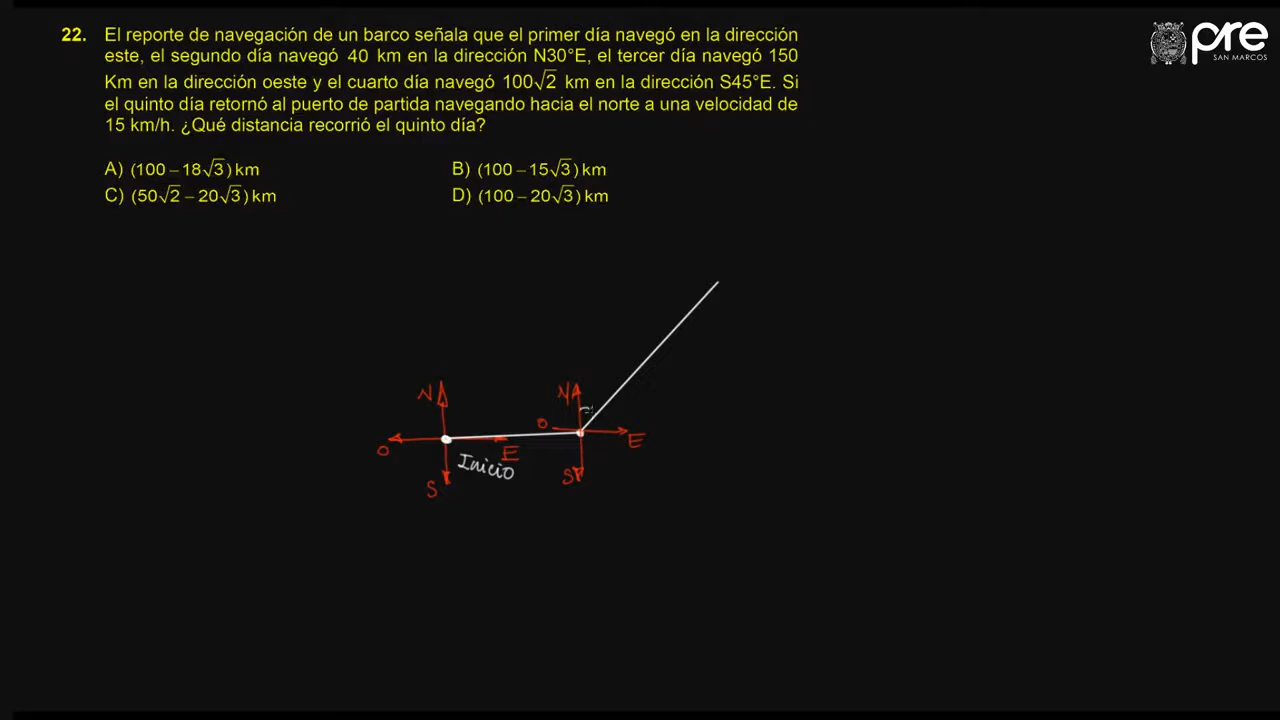 22. El reporte de navegación de un barco señala que el primer día navegó en la dirección
este, el segundo día navegó 40 km en la dirección N30°E, el tercer día navegó 150
Km en la dirección oeste y el cuarto día navegó 100√2 km en la dirección S45°E. Si
el quinto día retornó al puerto de partida navegando hacia el norte a una velocidad de
15 km/h. ¿Qué distancia recorrió el quinto día?
A) (100 – 18√3) km B) (100 – 15√3) km
C) (50√2 – 20√3) km D) (100 – 20√3) km
pre
SAN MARCOS
N N
O E O E
Inicio
S S